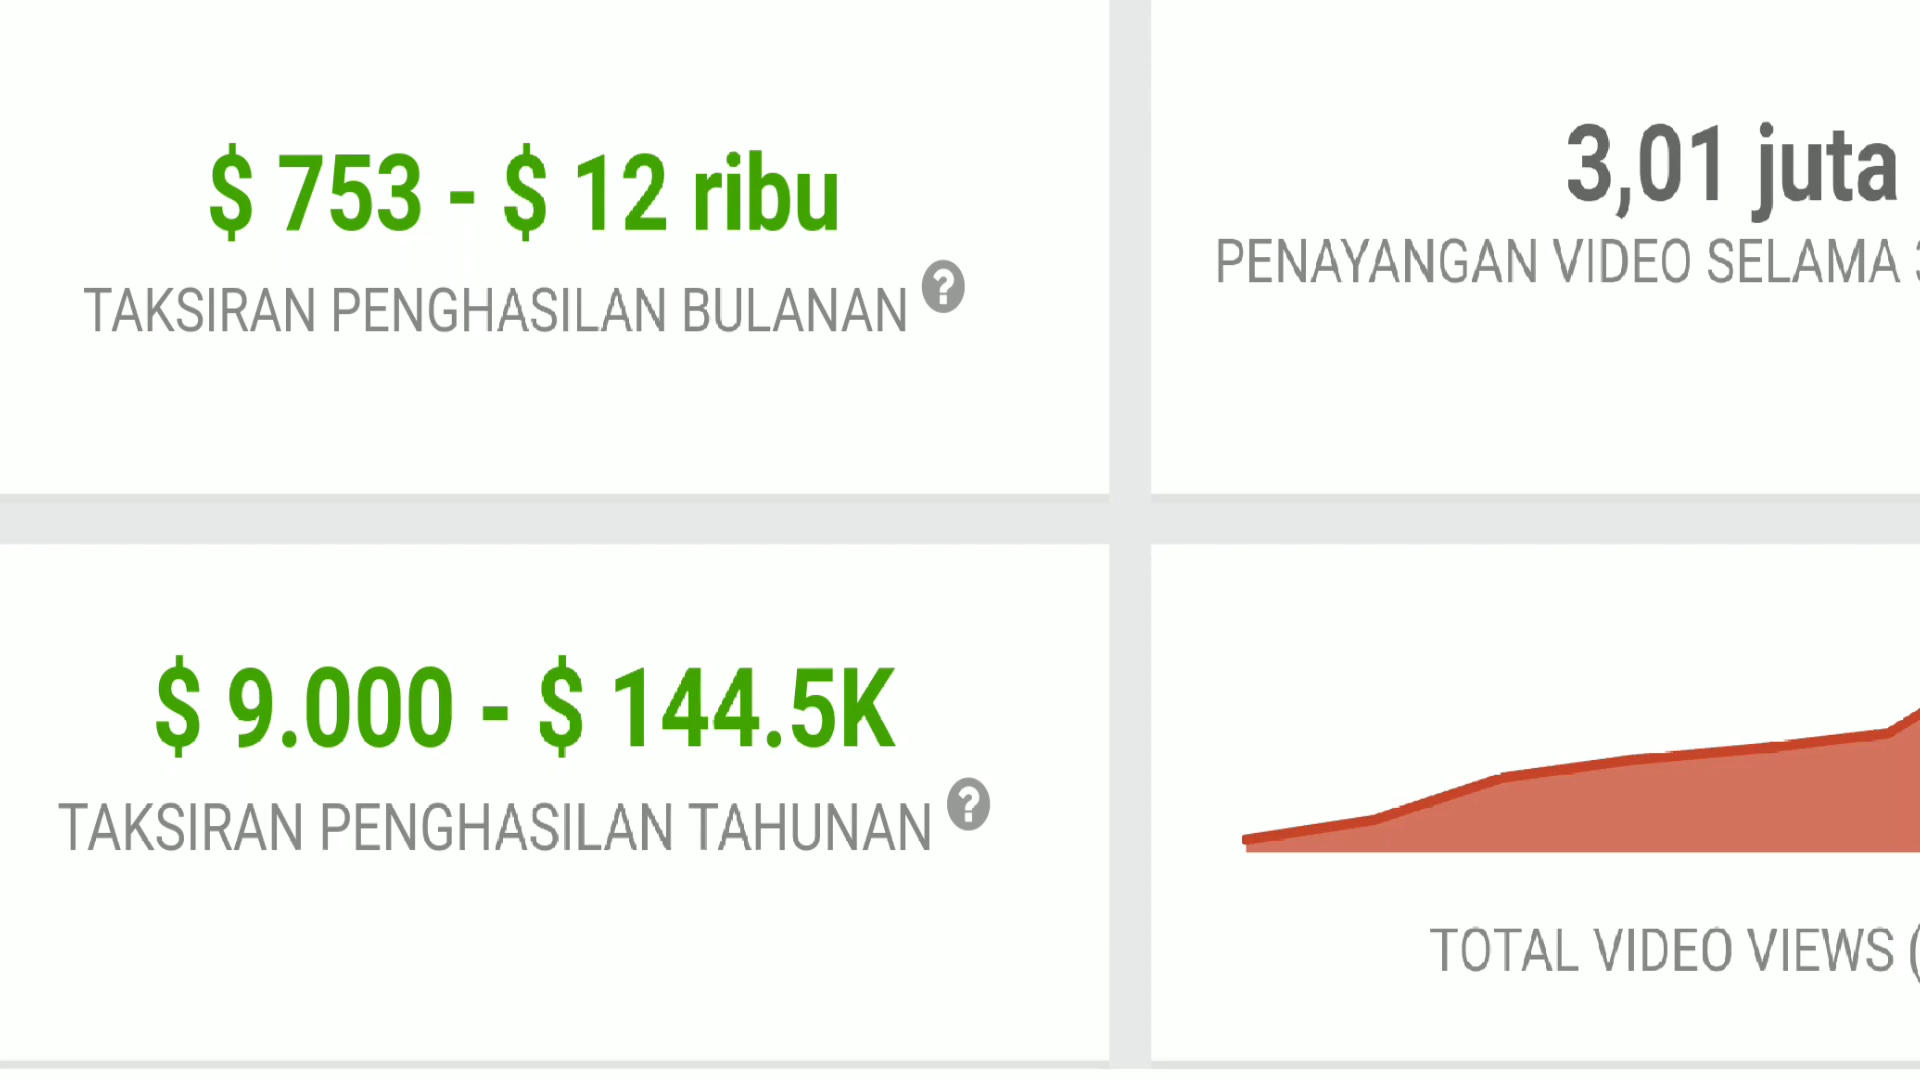 $ 753 - $ 12 ribu
TAKSIRAN PENGHASILAN BULANAN ?
3,01 juta
PENAYANGAN VIDEO SELAMA
$ 9.000 - $ 144.5K
TAKSIRAN PENGHASILAN TAHUNAN ?
TOTAL VIDEO VIEWS (